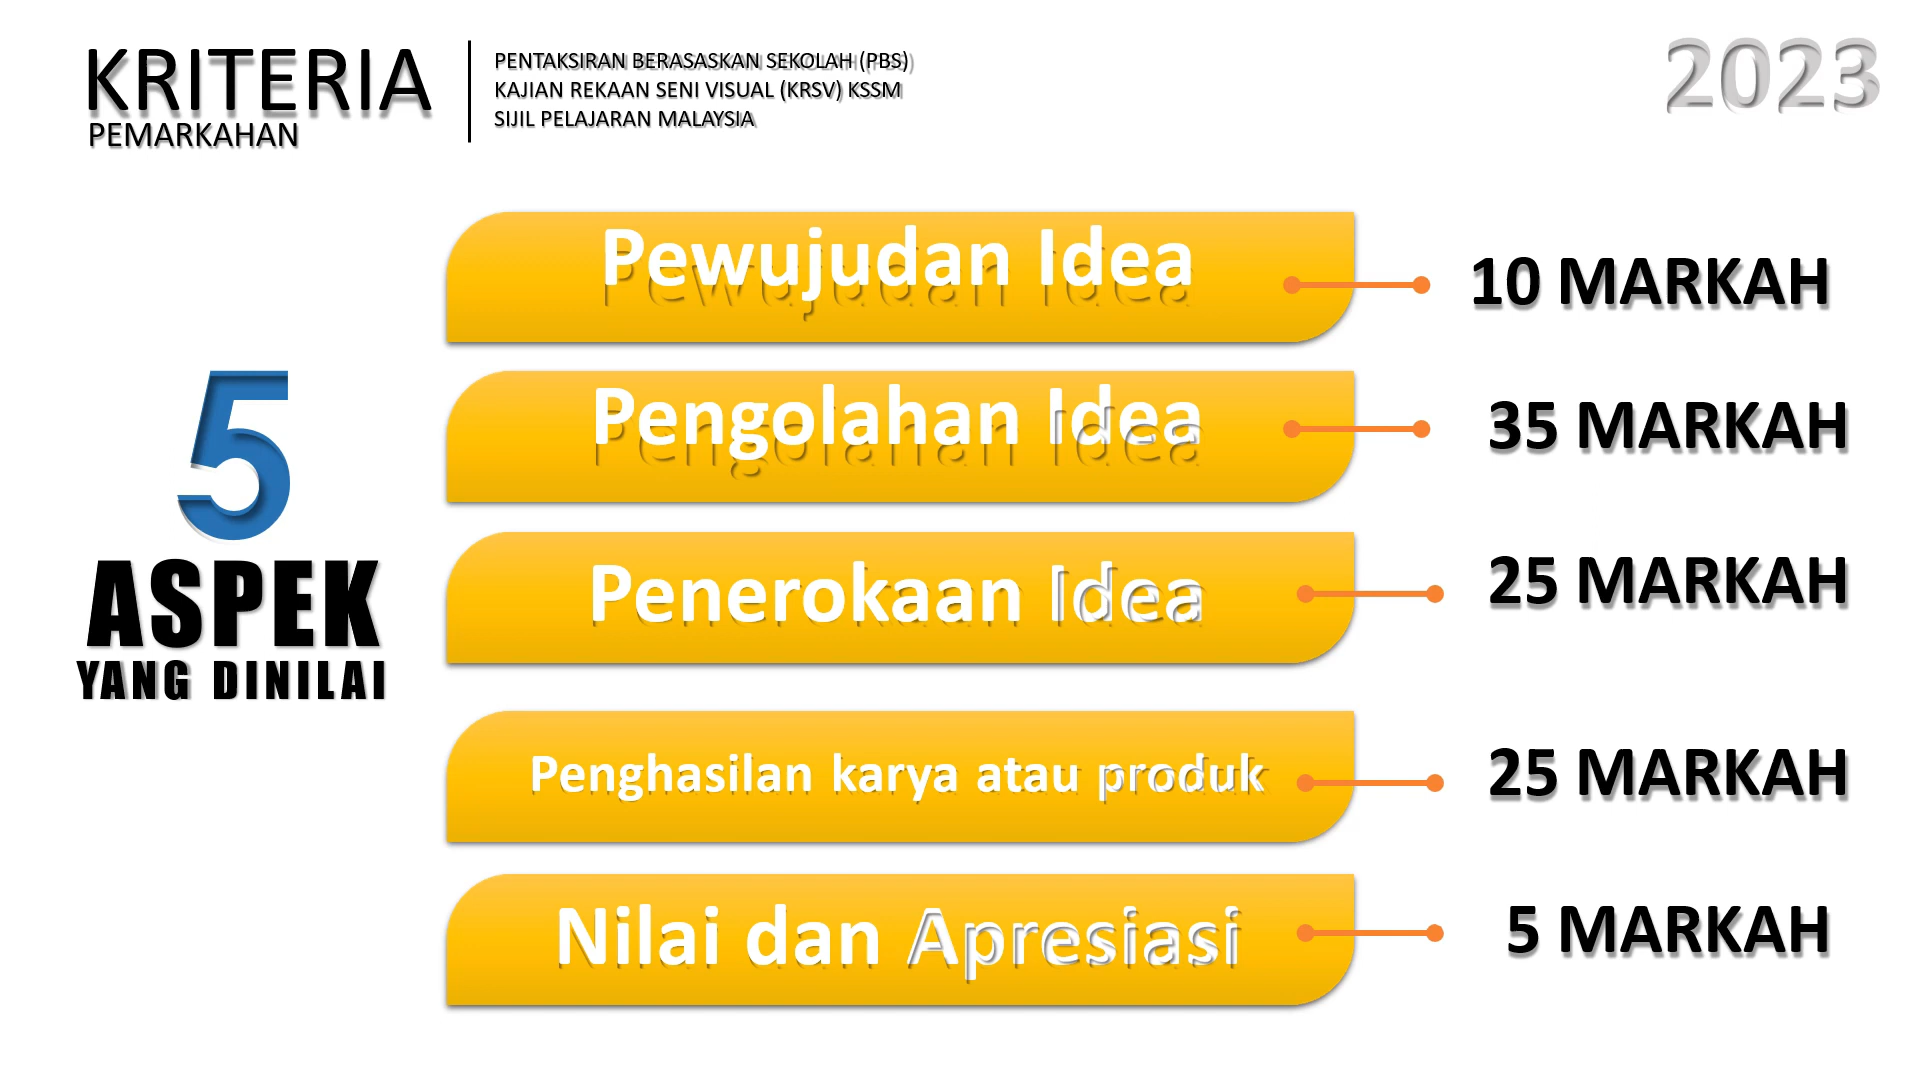 KRITERIA
PEMARKAHAN
PENTAKSIRAN BERASASKAN SEKOLAH (PBS)
KAJIAN REKAAN SENI VISUAL (KRSV) KSSM
SIJIL PELAJARAN MALAYSIA
2023
5
ASPEK
YANG DINILAI
Pewujudan Idea
10 MARKAH
Pengolahan Idea
35 MARKAH
Penerokaan Idea
25 MARKAH
Penghasilan karya atau produk
25 MARKAH
Nilai dan Apresiasi
5 MARKAH